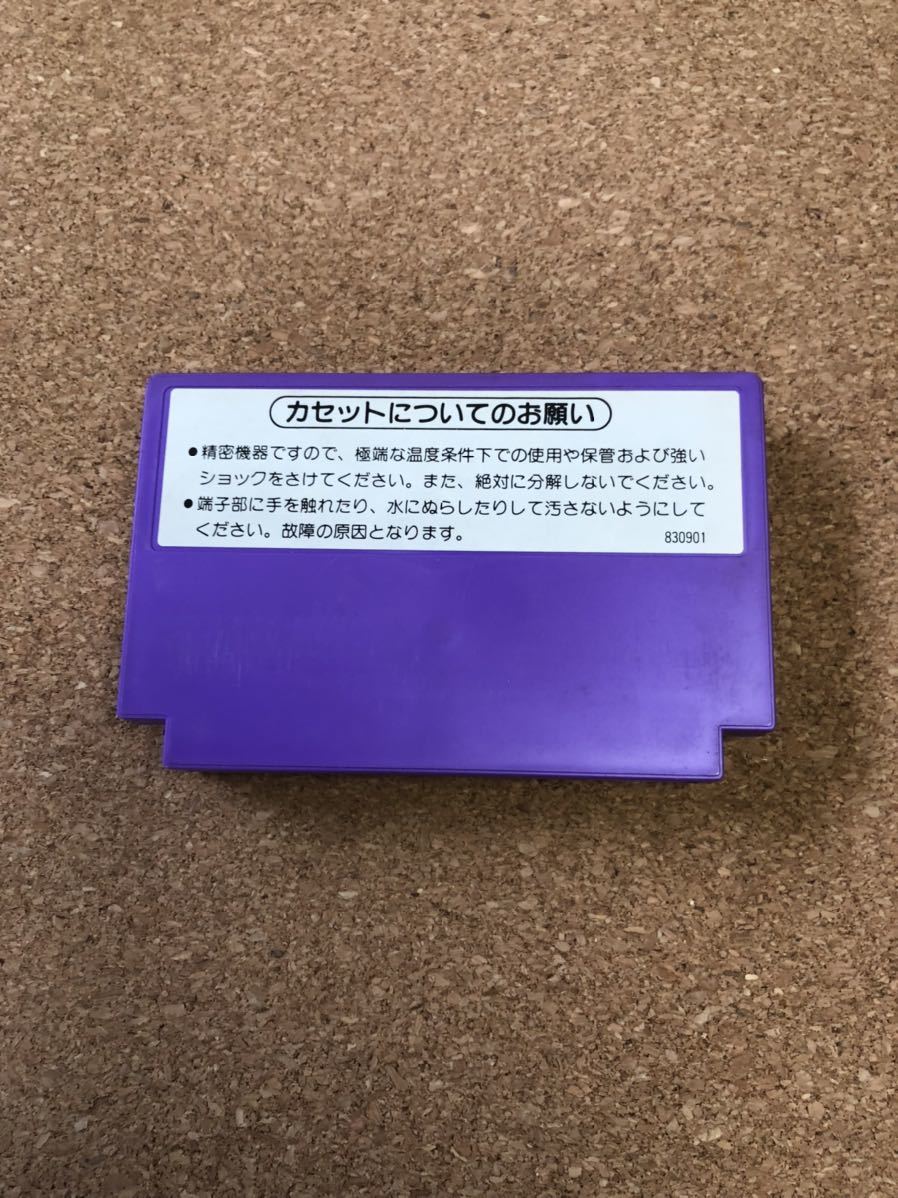 カセットについてのお願い
●精密機器ですので、極端な温度条件下での使用や保管および強い
ショックをさけてください。また、絶対に分解しないでください。
●端子部に手を触れたり、水にぬらしたりして汚さないようにして
ください。故障の原因となります。 830901